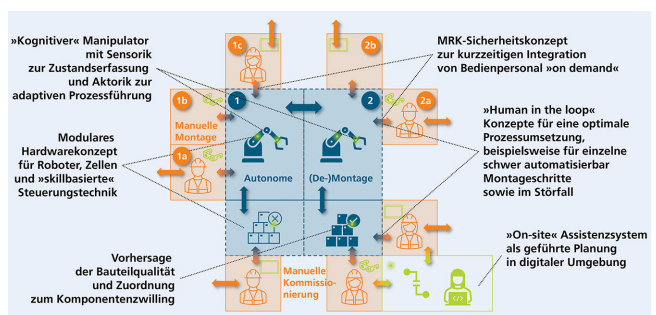 »Kognitiver« Manipulator
mit Sensorik
zur Zustandserfassung
und Aktorik zur
adaptiven Prozessführung
Modulares
Hardwarekonzept
für Roboter, Zellen
und »skillbasierte«
Steuerungstechnik
Vorhersage
der Bauteilqualität
und Zuordnung
zum Komponentenzwilling
1c
2b
1b
1
2
2a
Manuelle
Montage
1a
Autonome
(De-)Montage
Manuelle
Kommissio-
nierung
MRK-Sicherheitskonzept
zur kurzzeitigen Integration
von Bedienpersonal »on demand«
»Human in the loop«
Konzepte für eine optimale
Prozessumsetzung,
beispielsweise für einzelne
schwer automatisierbar
Montageschritte
sowie im Störfall
»On-site« Assistenzsystem
als geführte Planung
in digitaler Umgebung